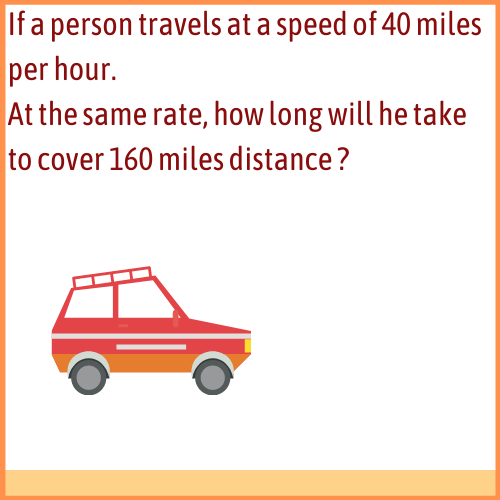 If a person travels at a speed of 40 miles
per hour.
At the same rate, how long will he take
to cover 160 miles distance ?